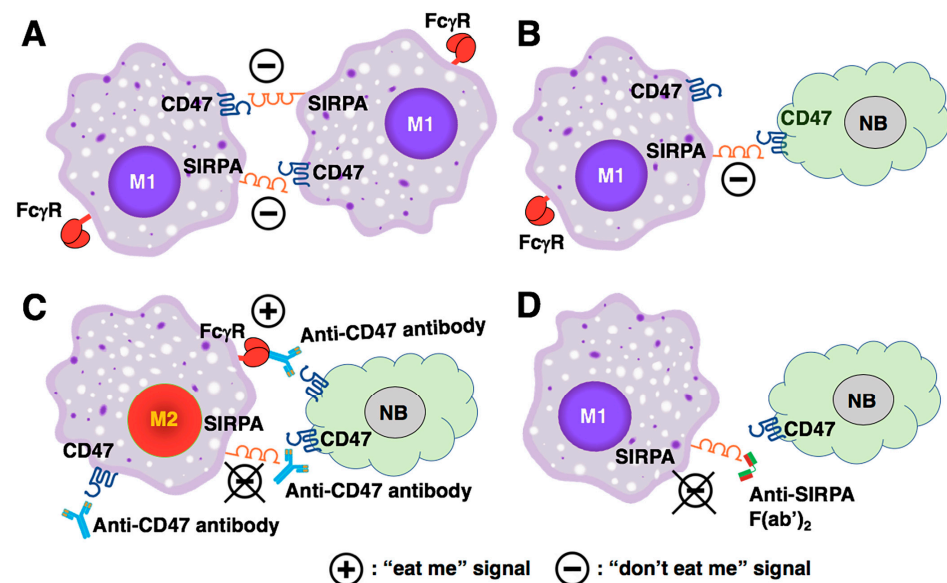 A
FcγR
CD47
SIRPA
M1
SIRPA
M1
CD47
FcγR
B
CD47
CD47
NB
SIRPA
M1
FcγR
C
FcγR
Anti-CD47 antibody
M2
SIRPA
NB
CD47
CD47
Anti-CD47 antibody
Anti-CD47 antibody
D
NB
M1
CD47
SIRPA
Anti-SIRPA
F(ab')₂
+ : “eat me” signal − : “don’t eat me” signal